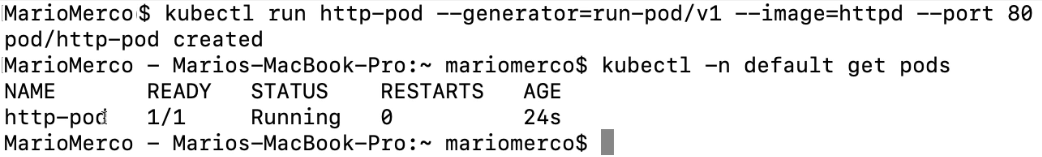 MarioMerco$ kubectl run http-pod --generator=run-pod/v1 --image=httpd --port 80
pod/http-pod created
MarioMerco – Marios-MacBook-Pro:~ mariomerco$ kubectl -n default get pods
NAME READY STATUS RESTARTS AGE
http-pod 1/1 Running 0 24s
MarioMerco – Marios-MacBook-Pro:~ mariomerco$